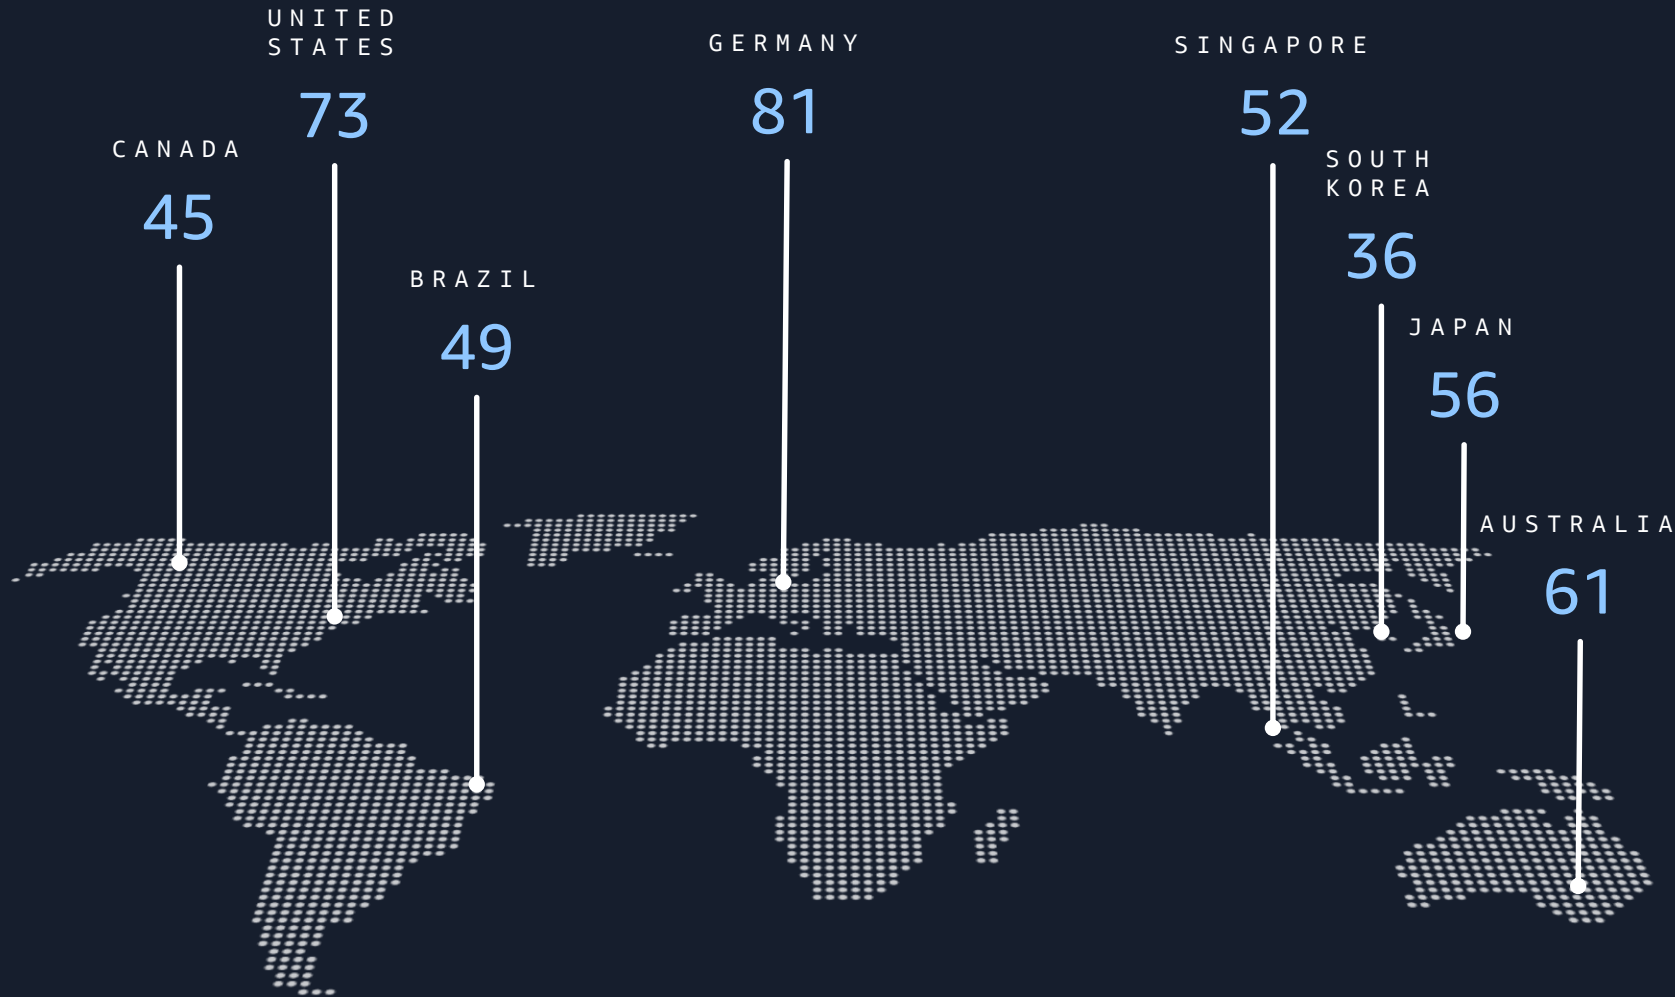 UNITED
STATES
73
GERMANY
81
SINGAPORE
52
CANADA
45
SOUTH
KOREA
36
BRAZIL
49
JAPAN
56
AUSTRALIA
61